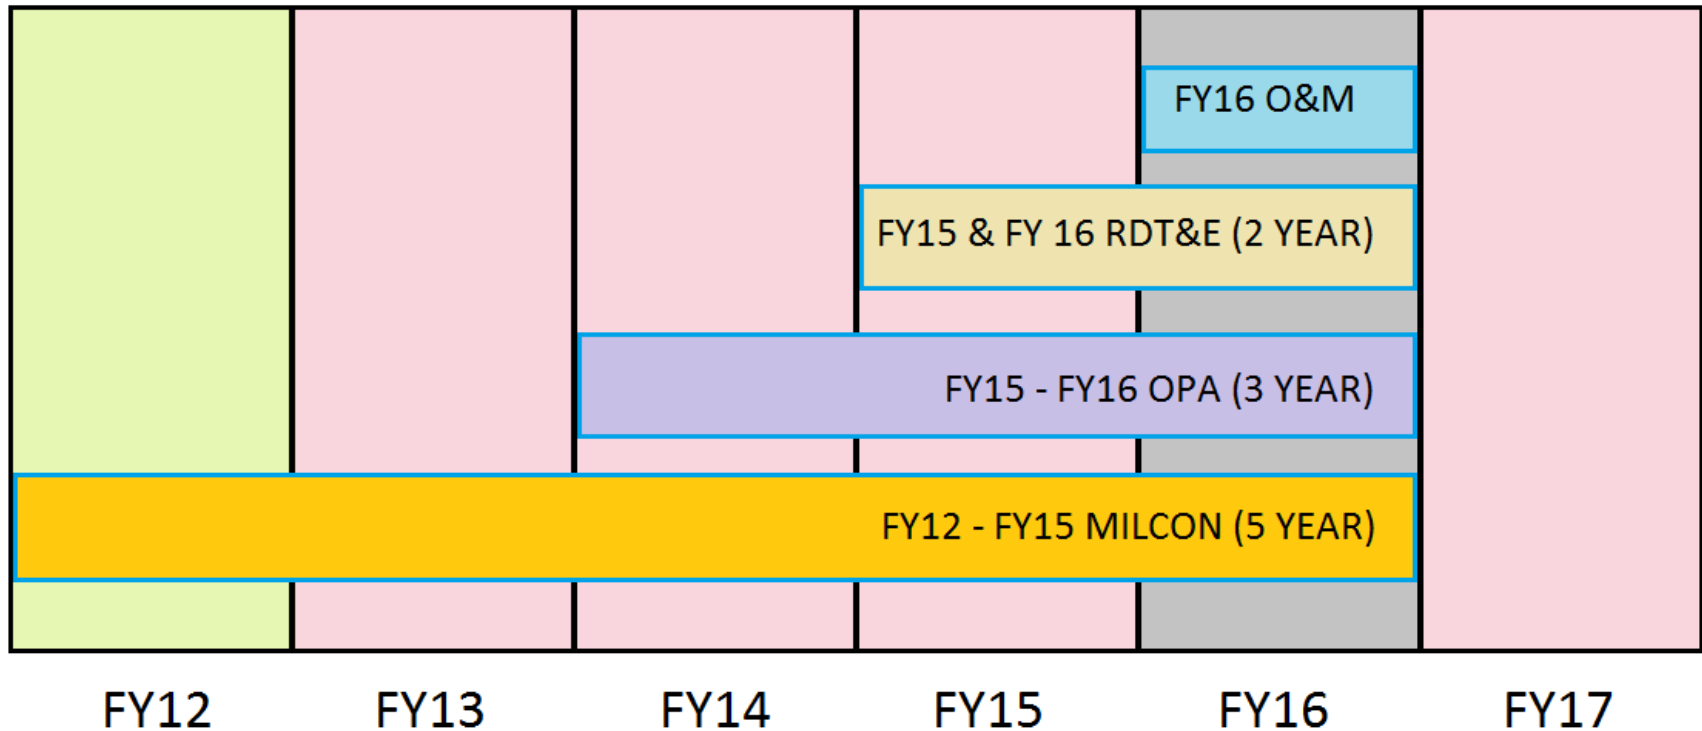 FY16 O&M
FY15 & FY 16 RDT&E (2 YEAR)
FY15 - FY16 OPA (3 YEAR)
FY12 - FY15 MILCON (5 YEAR)
FY12 FY13 FY14 FY15 FY16 FY17